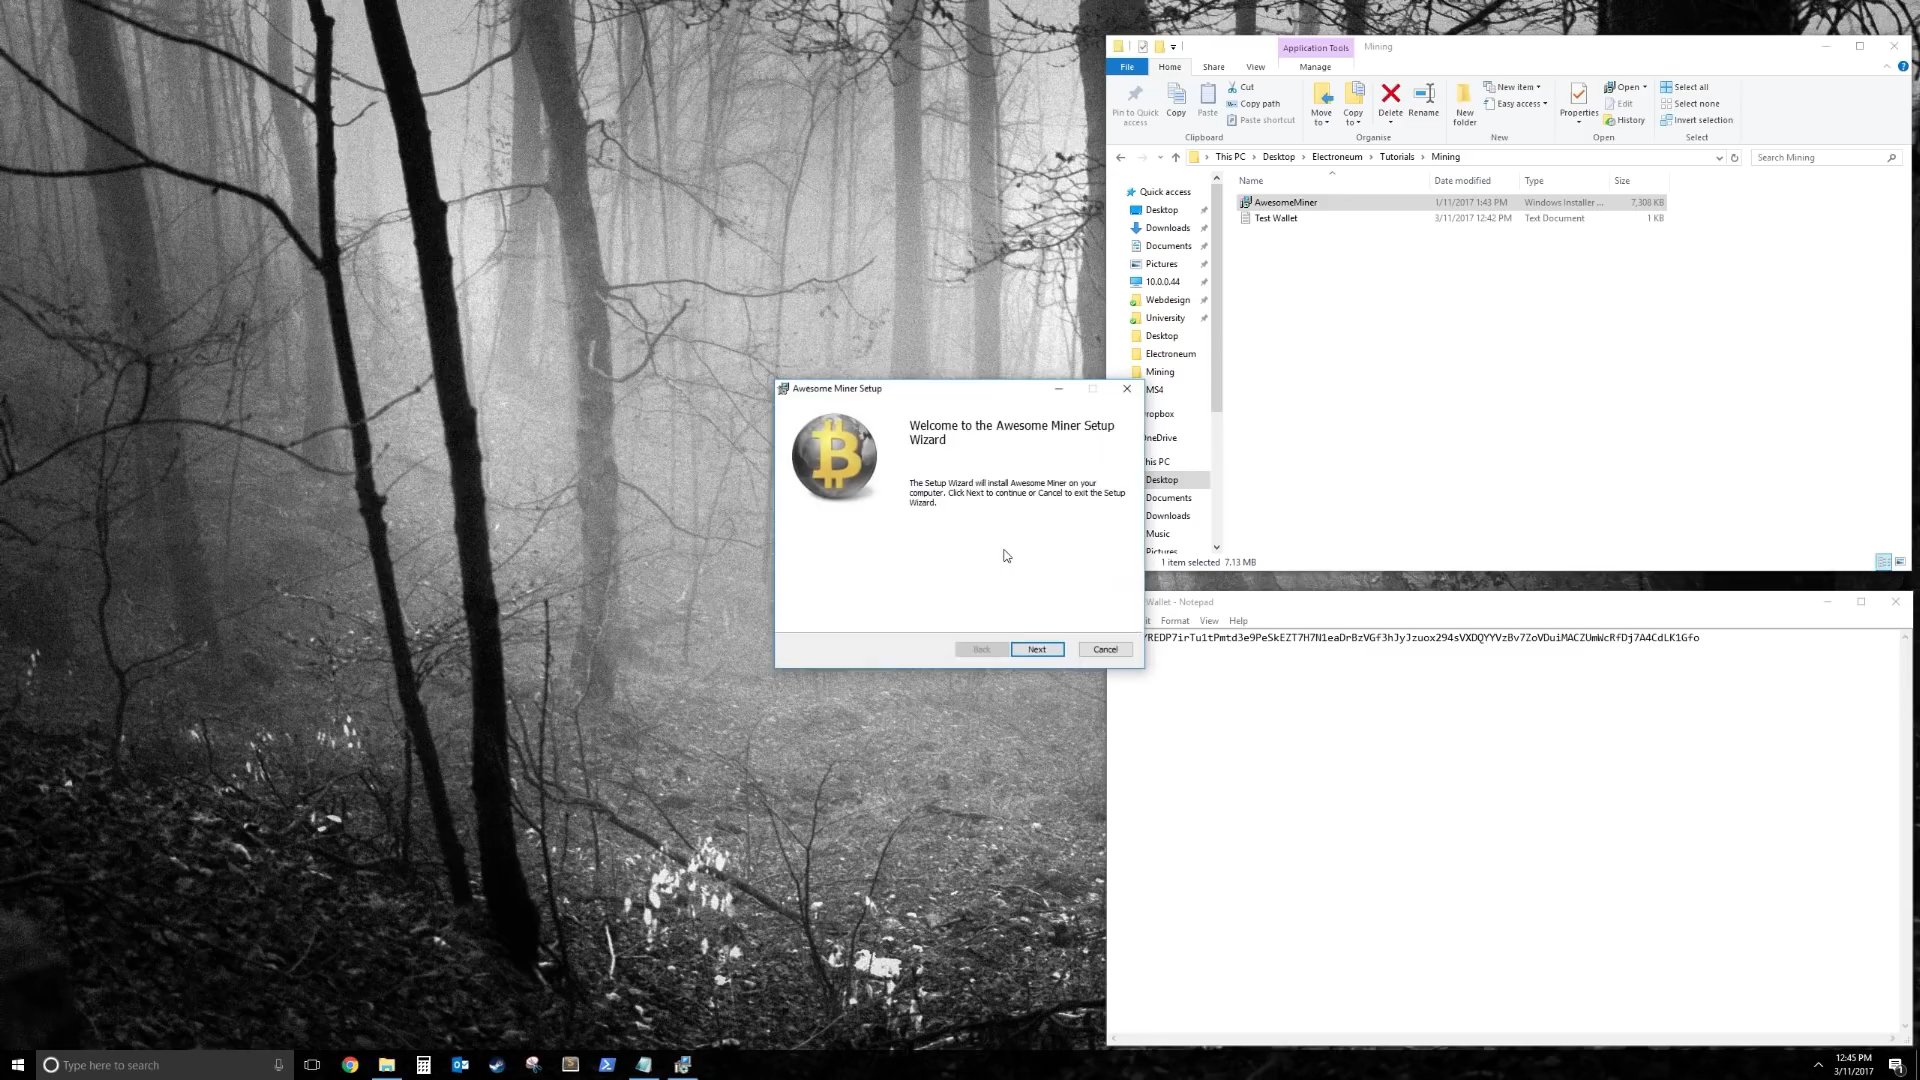 Application Tools
Mining
File
Home
Share
View
Manage
Pin to Quick access
Copy
Paste
Cut
Copy path
Paste shortcut
Clipboard
Move to
Copy to
Delete
Rename
Organise
New folder
New item
Easy access
New
Properties
Open
Edit
History
Open
Select all
Select none
Invert selection
Select
This PC > Desktop > Electroneum > Tutorials > Mining
Search Mining
Name
Date modified
Type
Size
AwesomeMiner 1/11/2017 1:43 PM Windows Installer ... 7,308 KB
Test Wallet 3/11/2017 12:42 PM Text Document 1 KB
Quick access
Desktop
Downloads
Documents
Pictures
10.0.0.44
Webdesign
University
Desktop
Electroneum
Mining
MS4
ropbox
neDrive
his PC
Desktop
Documents
Downloads
Music
Pictures
1 item selected 7.13 MB
Awesome Miner Setup
Welcome to the Awesome Miner Setup
Wizard
The Setup Wizard will install Awesome Miner on your
computer. Click Next to continue or Cancel to exit the Setup
Wizard.
Back
Next
Cancel
Wallet - Notepad
Format
View
Help
REDP7irTu1tPmtd3e9PeSkEZT7H7N1eaDrBzVGf3hJyJzuox294sVXDQYYVzBv7ZoVDuiMACZUmWcRfDj7A4CdLK1Gfo
Type here to search
12:45 PM
3/11/2017